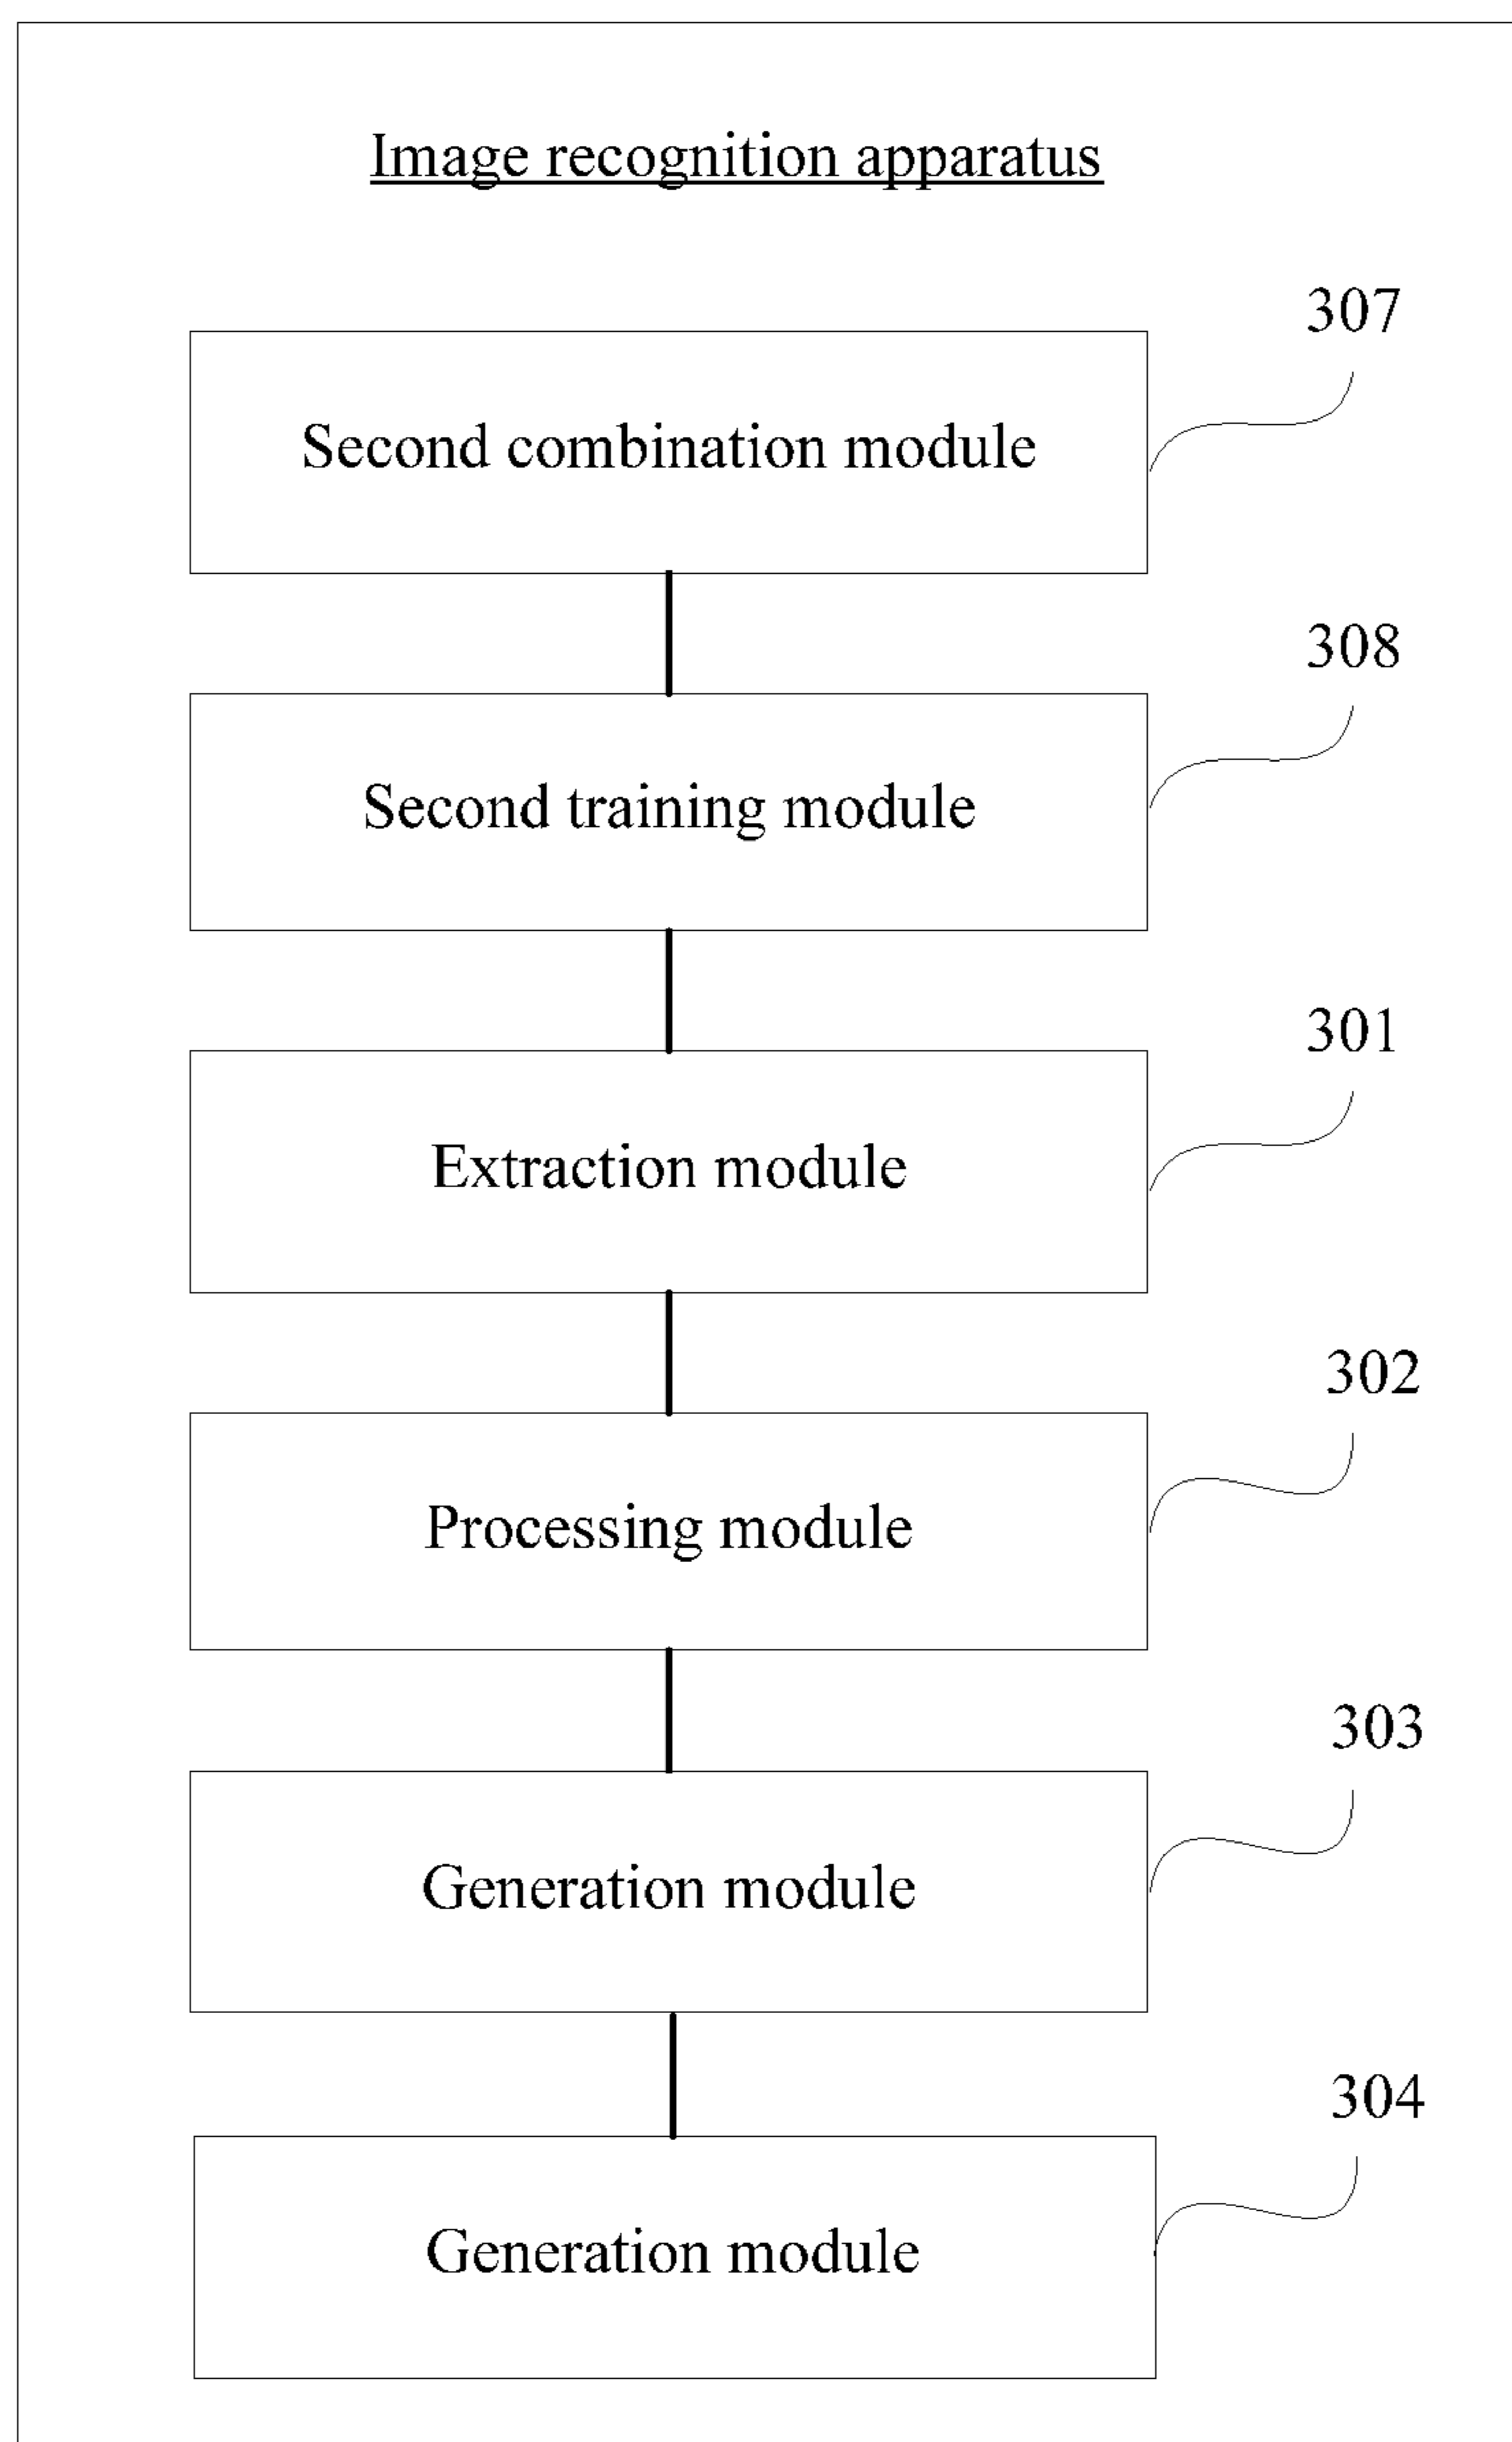 Image recognition apparatus
307
Second combination module
308
Second training module
301
Extraction module
302
Processing module
303
Generation module
304
Generation module